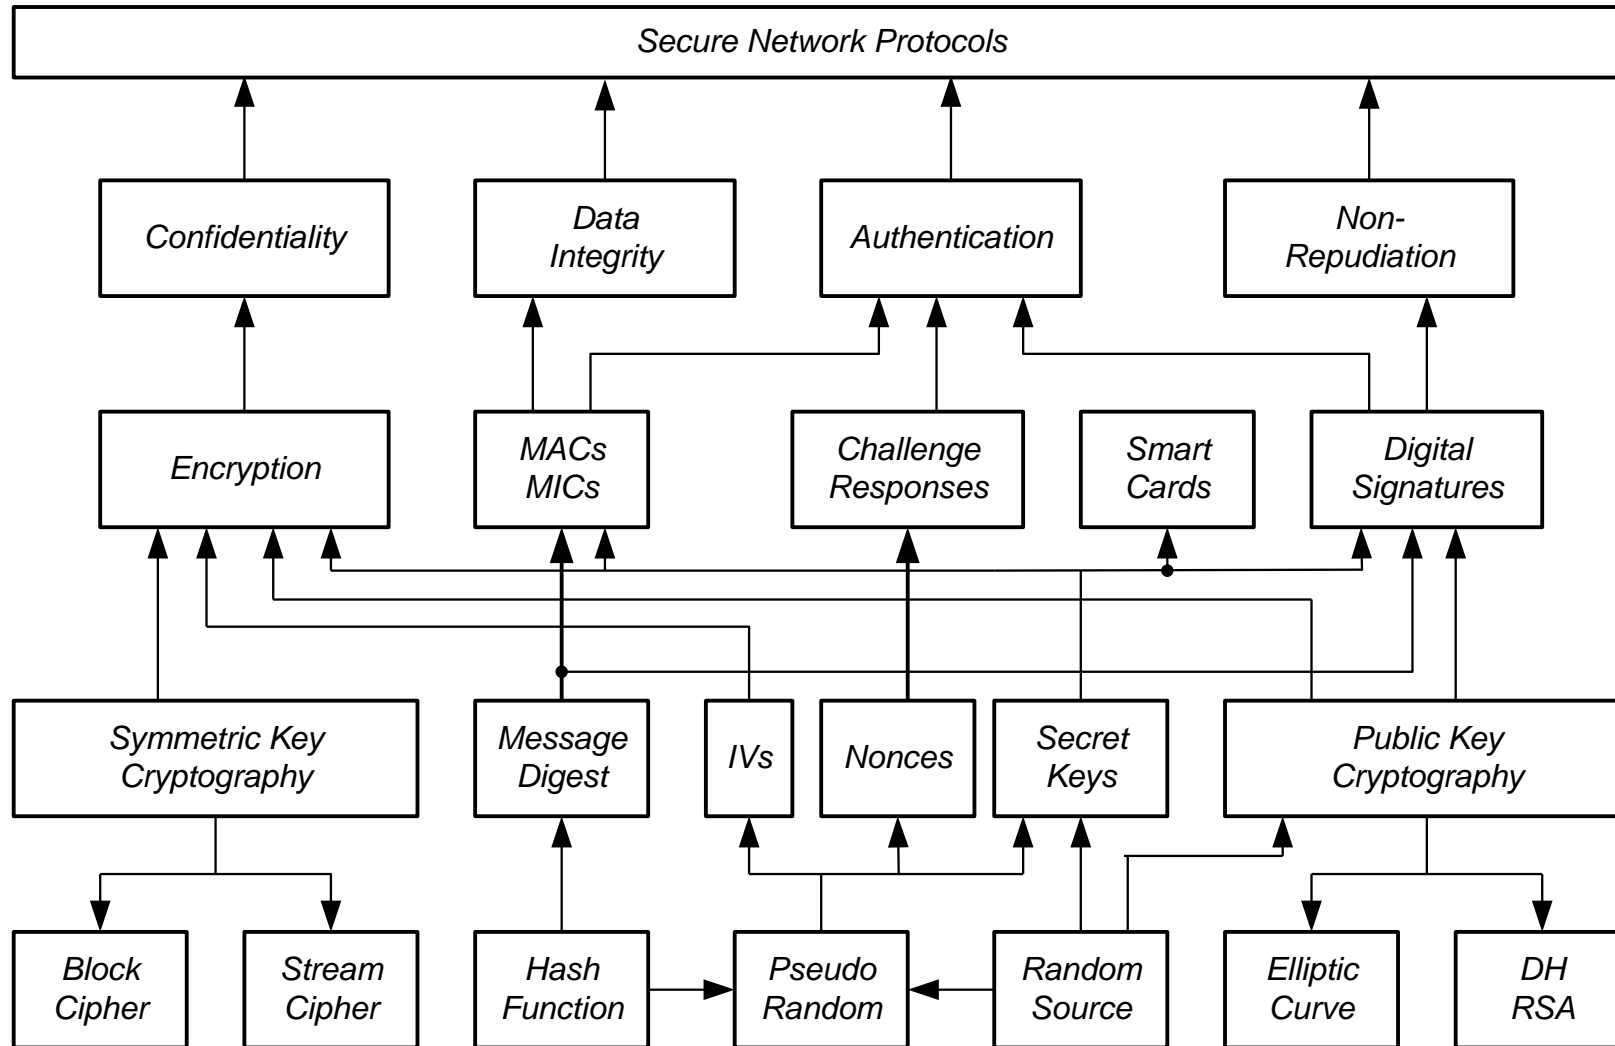 Secure Network Protocols
Confidentiality
Data
Integrity
Authentication
Non-
Repudiation
Encryption
MACs
MICs
Challenge
Responses
Smart
Cards
Digital
Signatures
Symmetric Key
Cryptography
Message
Digest
IVs
Nonces
Secret
Keys
Public Key
Cryptography
Block
Cipher
Stream
Cipher
Hash
Function
Pseudo
Random
Random
Source
Elliptic
Curve
DH
RSA